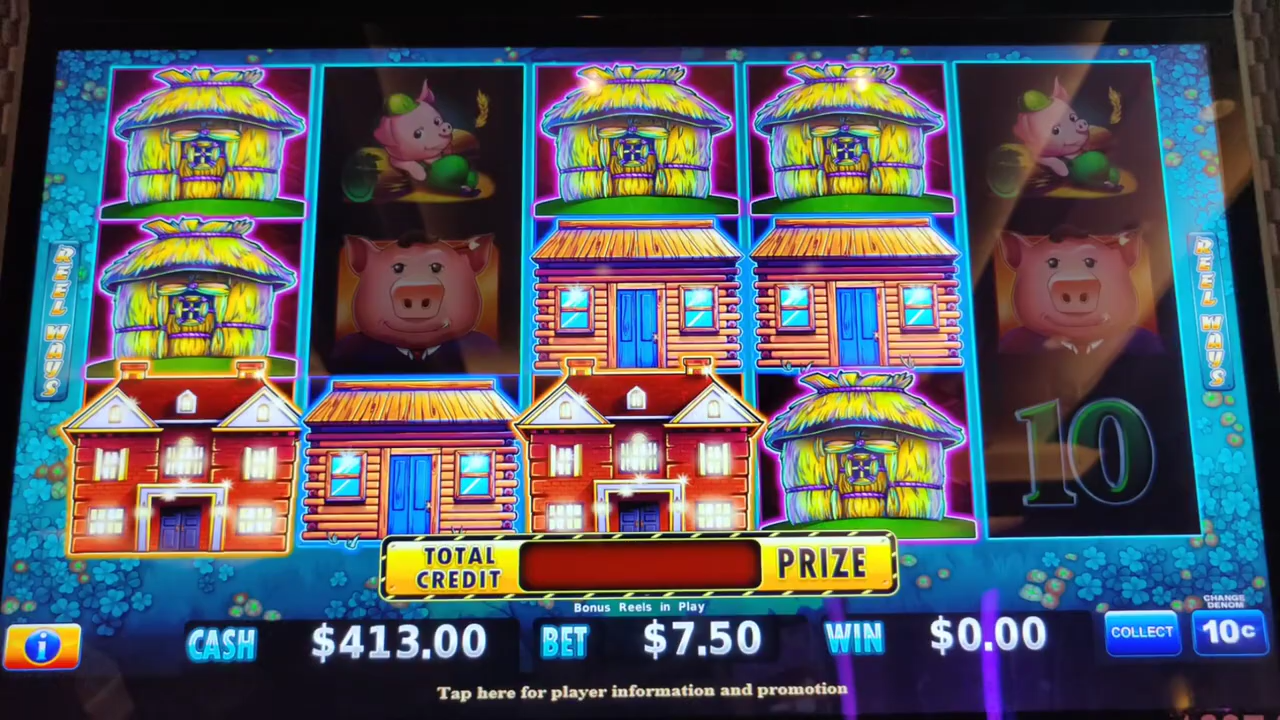 REEL WAYS
REEL WAYS
10
TOTAL CREDIT PRIZE
Bonus Reels in Play
CASH $413.00 BET $7.50 WIN $0.00
COLLECT
CHANGE DENOM
10¢
Tap here for player information and promotion